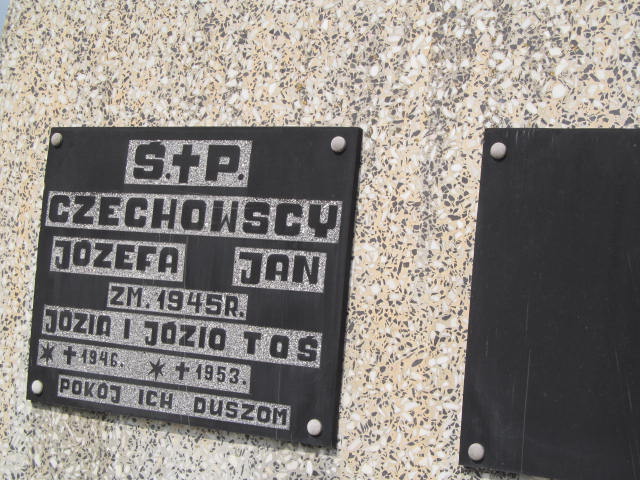 Ś.✝P.
CZECHOWSCY
JÓZEFA JAN
ZM. 1945R.
JÓZIA I JÓZIO TOŚ
✶ ✝ 1946. ✶ ✝ 1953.
POKÓJ ICH DUSZOM